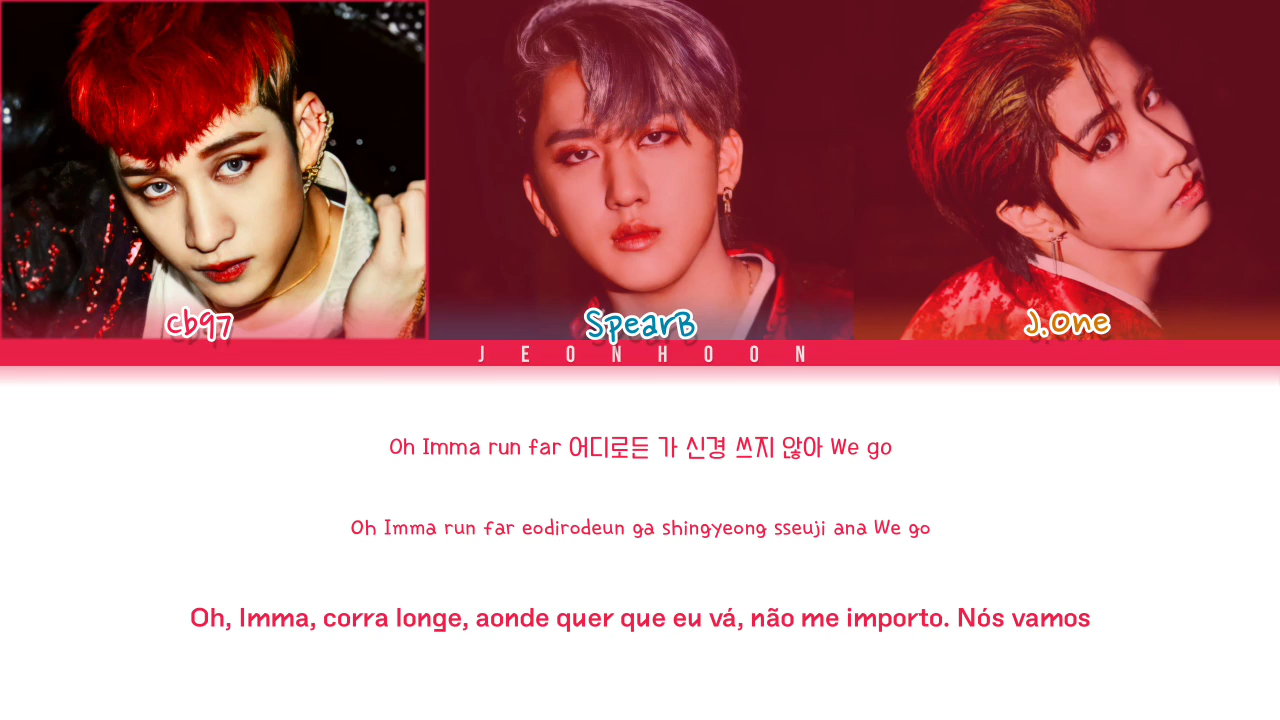 cb97
SpearB
J.One
JEONHOON
Oh Imma run far 어디로든 가 신경 쓰지 않아 We go
Oh Imma run far eodirodeun ga shingyeong sseuji ana We go
Oh, Imma, corra longe, aonde quer que eu vá, não me importo. Nós vamos